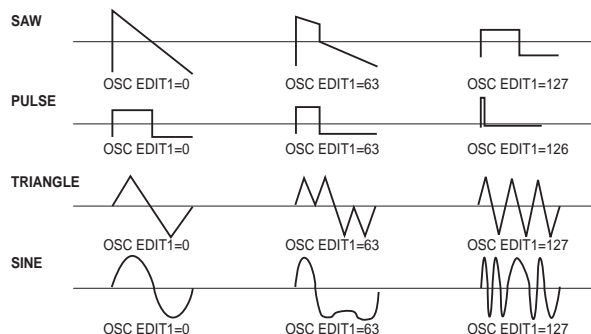 SAW
OSC EDIT1=0 OSC EDIT1=63 OSC EDIT1=127
PULSE
OSC EDIT1=0 OSC EDIT1=63 OSC EDIT1=126
TRIANGLE
OSC EDIT1=0 OSC EDIT1=63 OSC EDIT1=127
SINE
OSC EDIT1=0 OSC EDIT1=63 OSC EDIT1=127